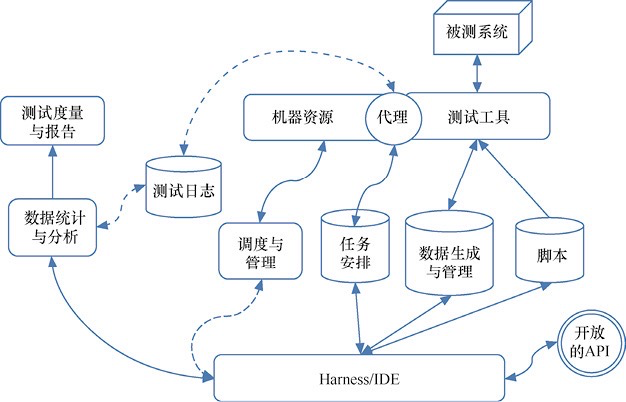 被测系统
测试度量
与报告
机器资源
代理
测试工具
测试日志
数据统计
与分析
调度与
管理
任务
安排
数据生成
与管理
脚本
开放
的API
Harness/IDE